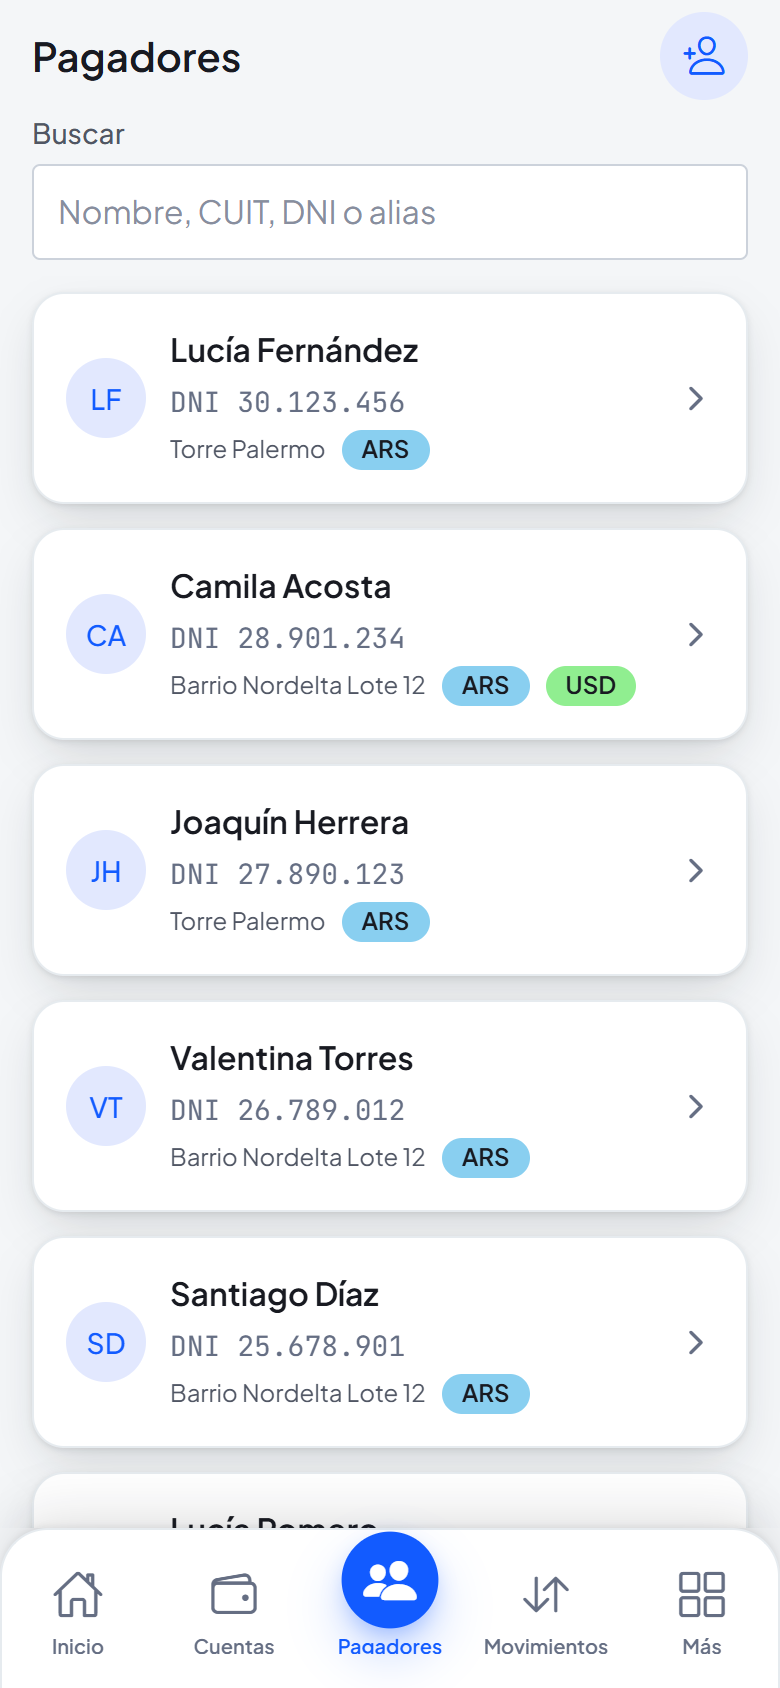 Pagadores
Buscar
Nombre, CUIT, DNI o alias
Lucía Fernández
LF
DNI 30.123.456
Torre Palermo ARS
Camila Acosta
CA
DNI 28.901.234
Barrio Nordelta Lote 12 ARS USD
Joaquín Herrera
JH
DNI 27.890.123
Torre Palermo ARS
Valentina Torres
VT
DNI 26.789.012
Barrio Nordelta Lote 12 ARS
Santiago Díaz
SD
DNI 25.678.901
Barrio Nordelta Lote 12 ARS
Lucía Romero
Inicio Cuentas Pagadores Movimientos Más